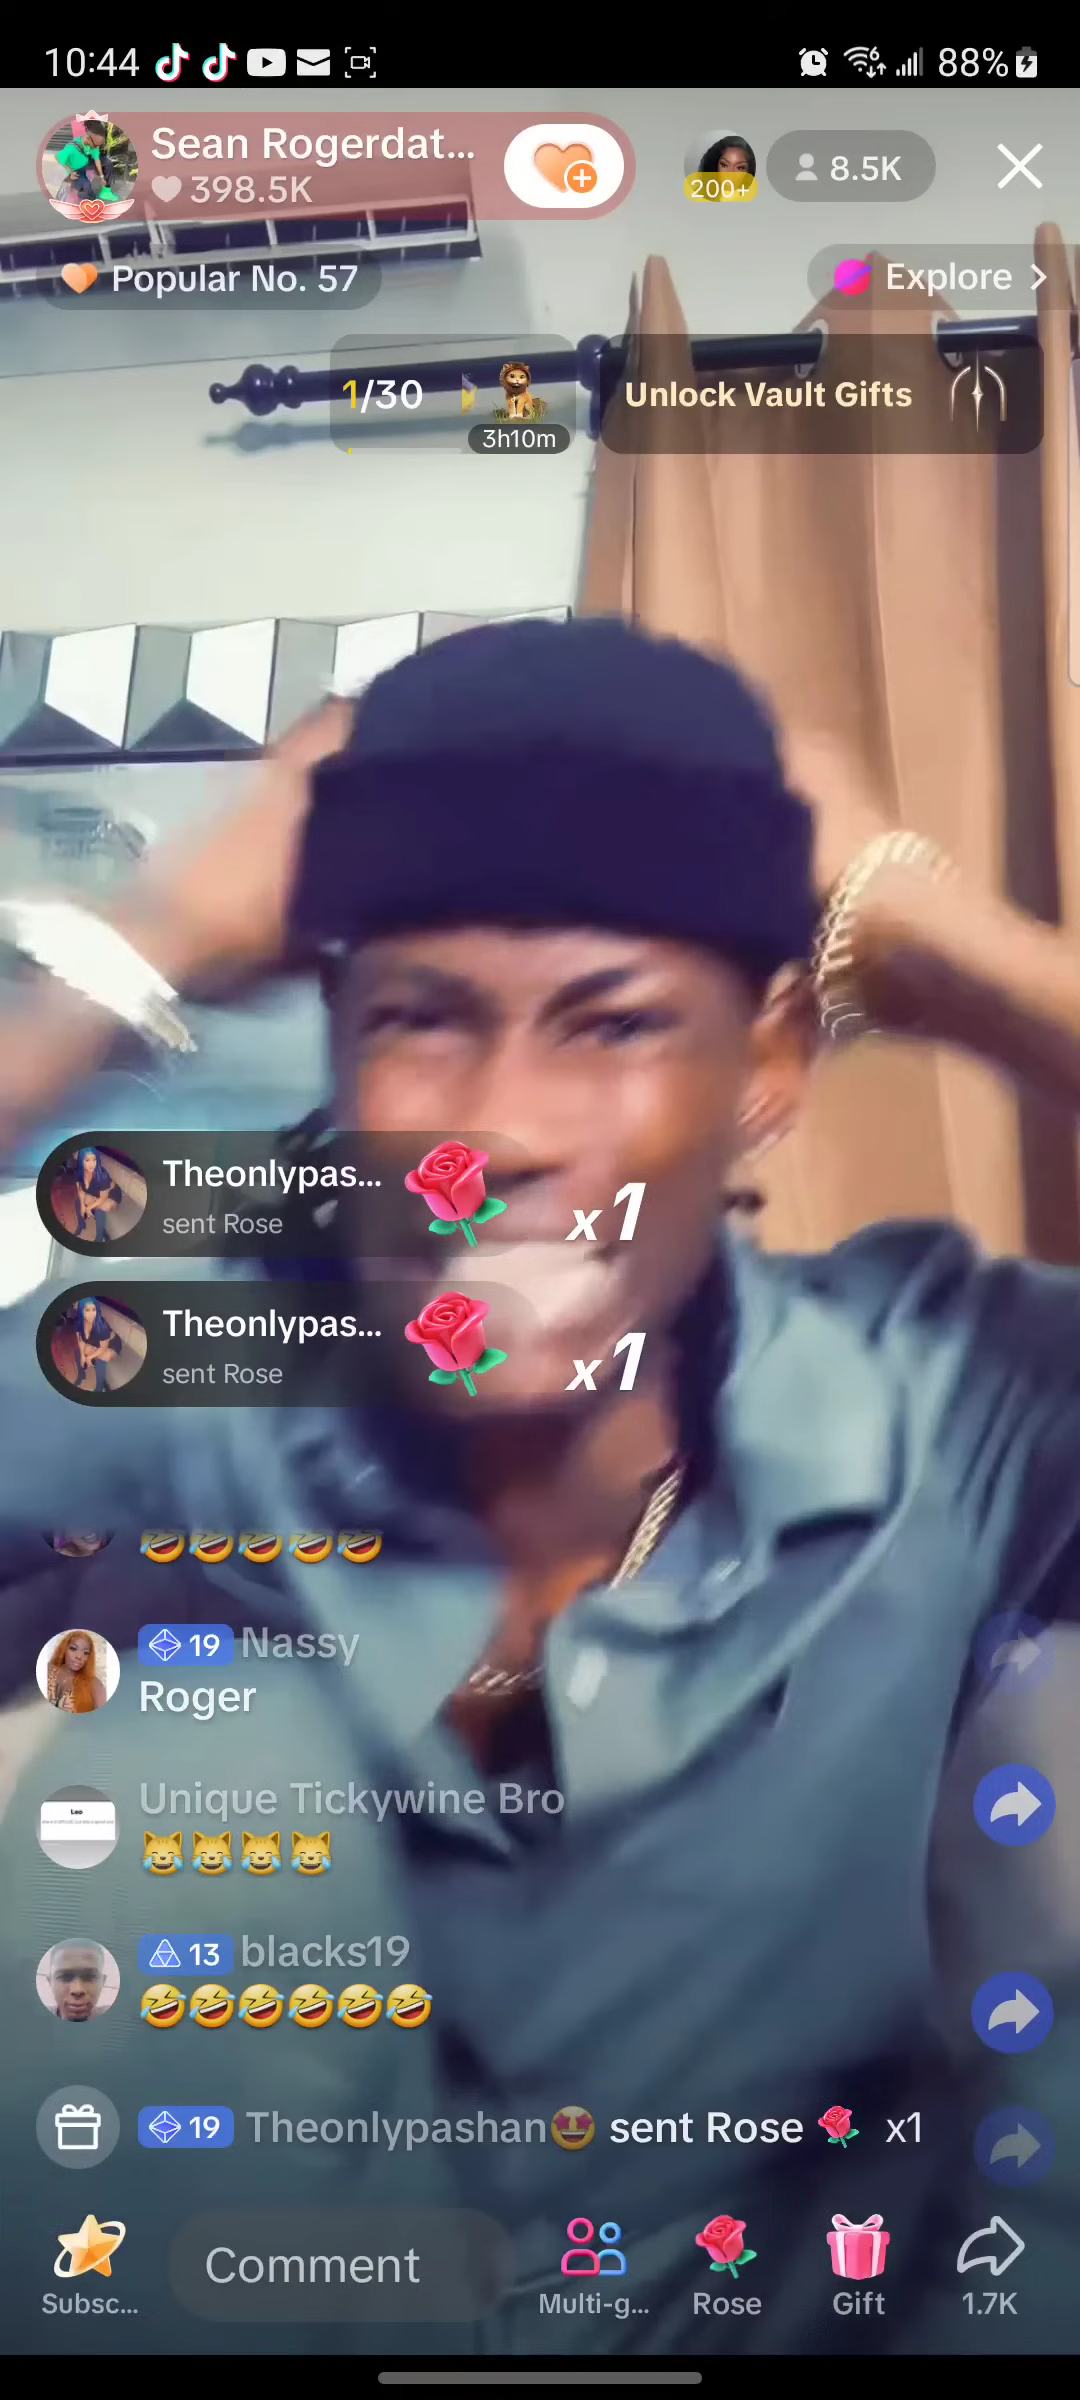 10:44
88%
Sean Rogerdat...
398.5K
200+
8.5K
Popular No. 57
Explore
1/30
3h10m
Unlock Vault Gifts
Theonlypas...
sent Rose
x1
Theonlypas...
sent Rose
x1
19 Nassy
Roger
Unique Tickywine Bro
😹😹😹😹
13 blacks19
🤣🤣🤣🤣🤣🤣
19 Theonlypashan🤩 sent Rose x1
Comment
Subsc...
Multi-g...
Rose
Gift
1.7K